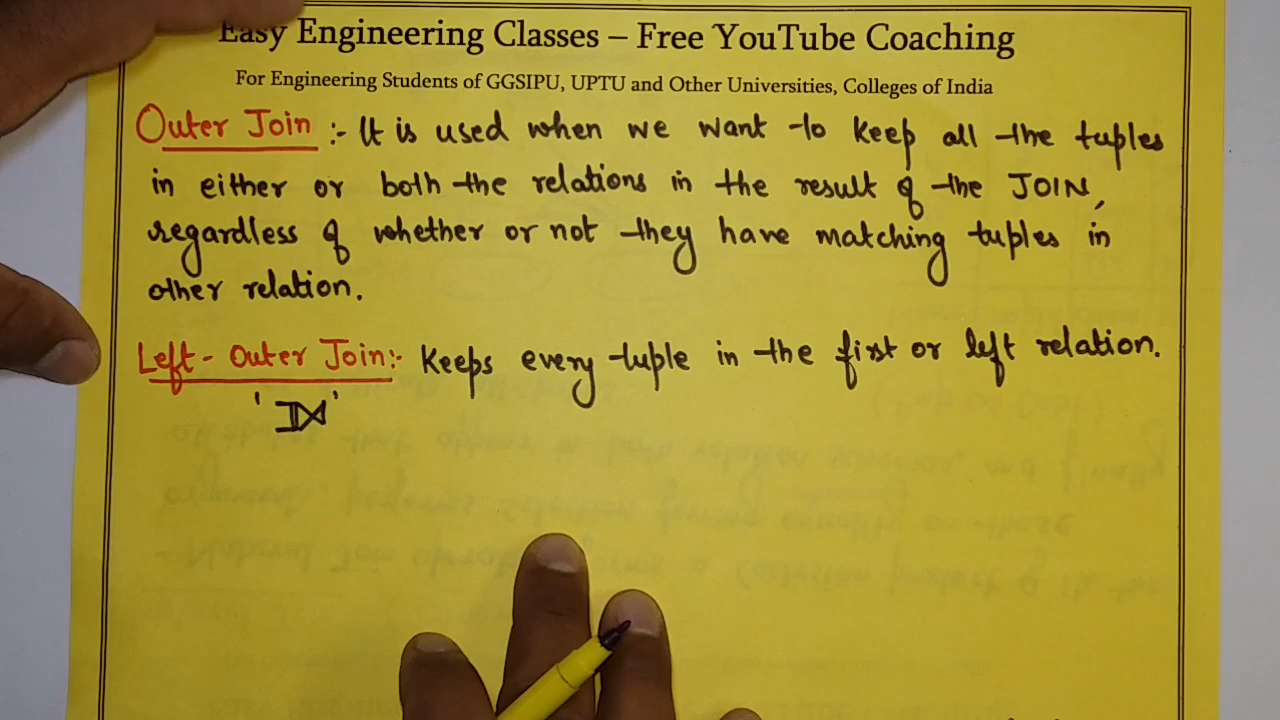 Easy Engineering Classes – Free YouTube Coaching
For Engineering Students of GGSIPU, UPTU and Other Universities, Colleges of India
Outer Join :- It is used when we want to keep all the tuples
in either or both the relations in the result of the JOIN,
regardless of whether or not they have matching tuples in
other relation.
Left-Outer Join:- Keeps every tuple in the first or left relation.
'⟕'